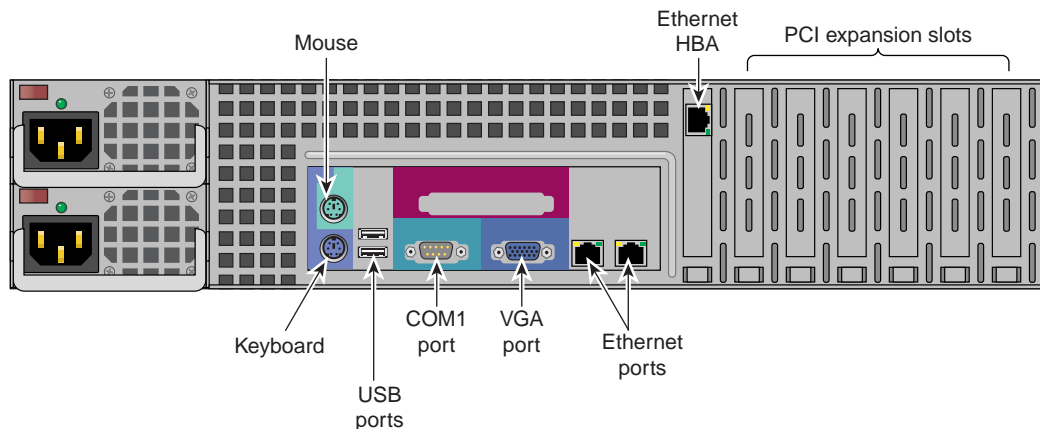 Mouse
Ethernet
HBA
PCI expansion slots
Keyboard
USB
ports
COM1
port
VGA
port
Ethernet
ports